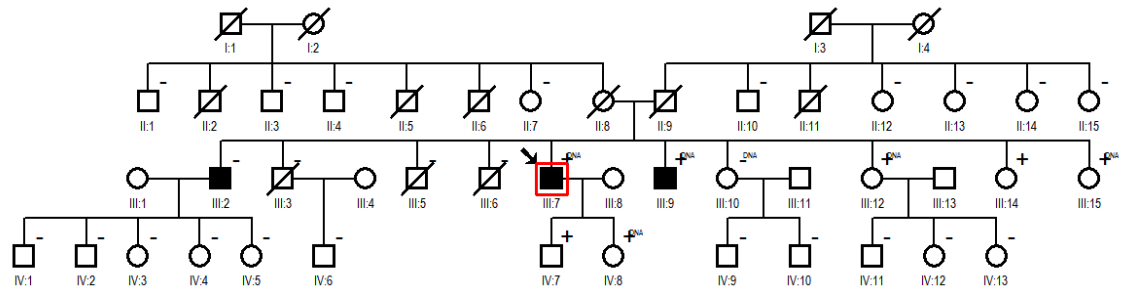 I:1 I:2 I:3 I:4
- - - - - - - - -
II:1 II:2 II:3 II:4 II:5 II:6 II:7 II:8 II:9 II:10 II:11 II:12 II:13 II:14 II:15
- - - - +DNA +DNA -DNA +DNA + +DNA
III:1 III:2 III:3 III:4 III:5 III:6 III:7 III:8 III:9 III:10 III:11 III:12 III:13 III:14 III:15
- - - - - - + +DNA - - - - -
IV:1 IV:2 IV:3 IV:4 IV:5 IV:6 IV:7 IV:8 IV:9 IV:10 IV:11 IV:12 IV:13